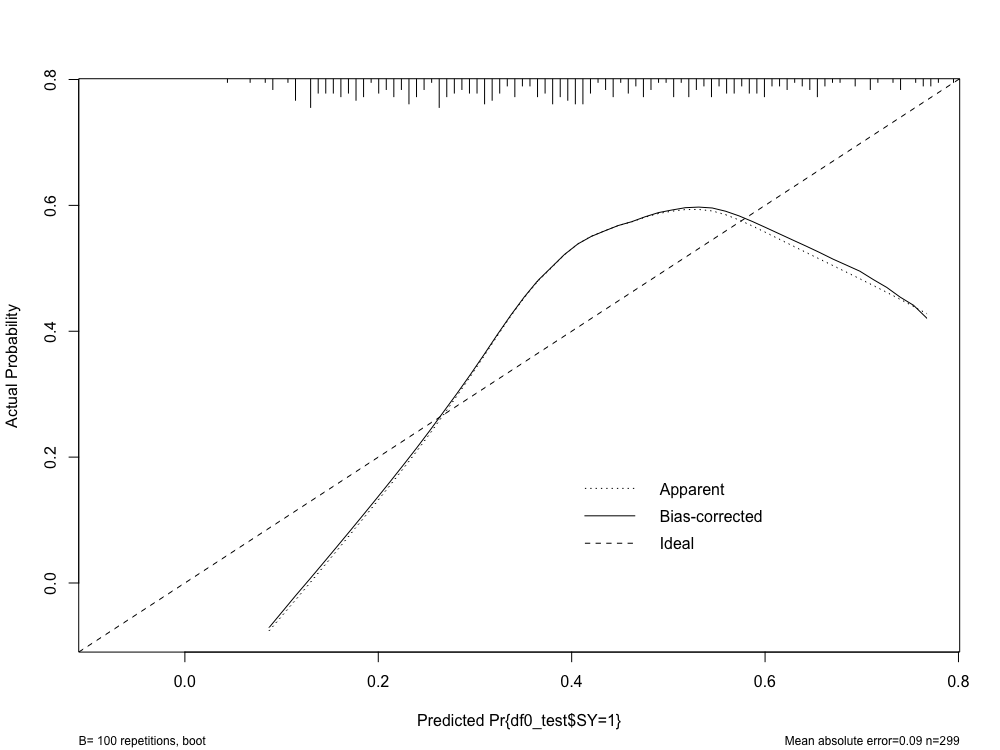 0.8
0.6
0.4
0.2
0.0
Actual Probability
Apparent
Bias-corrected
Ideal
0.0 0.2 0.4 0.6 0.8
Predicted Pr{df0_test$SY=1}
B= 100 repetitions, boot
Mean absolute error=0.09 n=299